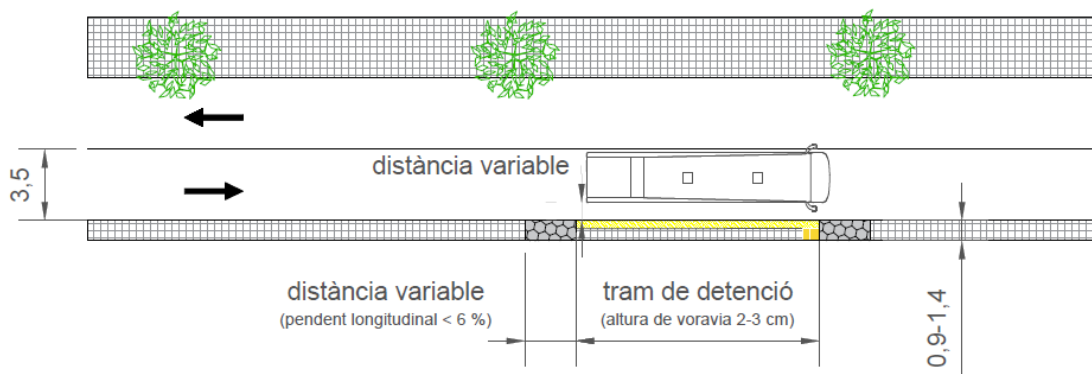 distància variable
3,5
distància variable
(pendent longitudinal < 6 %)
tram de detenció
(altura de voravia 2-3 cm)
0,9-1,4